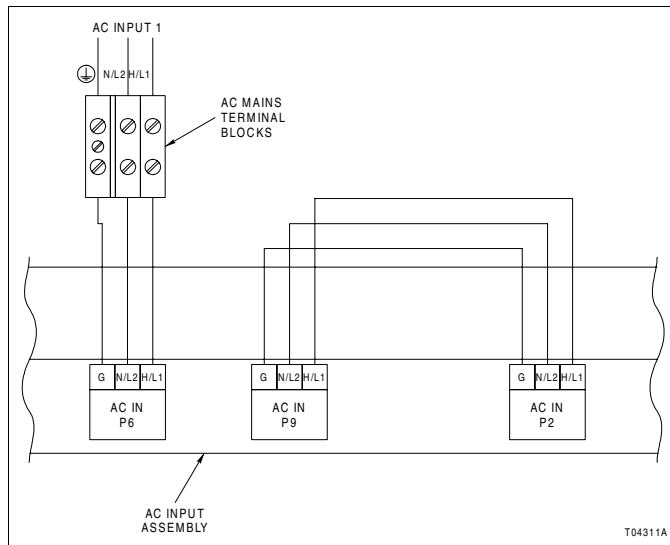 AC INPUT 1
N/L2 H/L1
AC MAINS
TERMINAL
BLOCKS
G N/L2 H/L1
AC IN
P6
G N/L2 H/L1
AC IN
P9
G N/L2 H/L1
AC IN
P2
AC INPUT
ASSEMBLY
T04311A